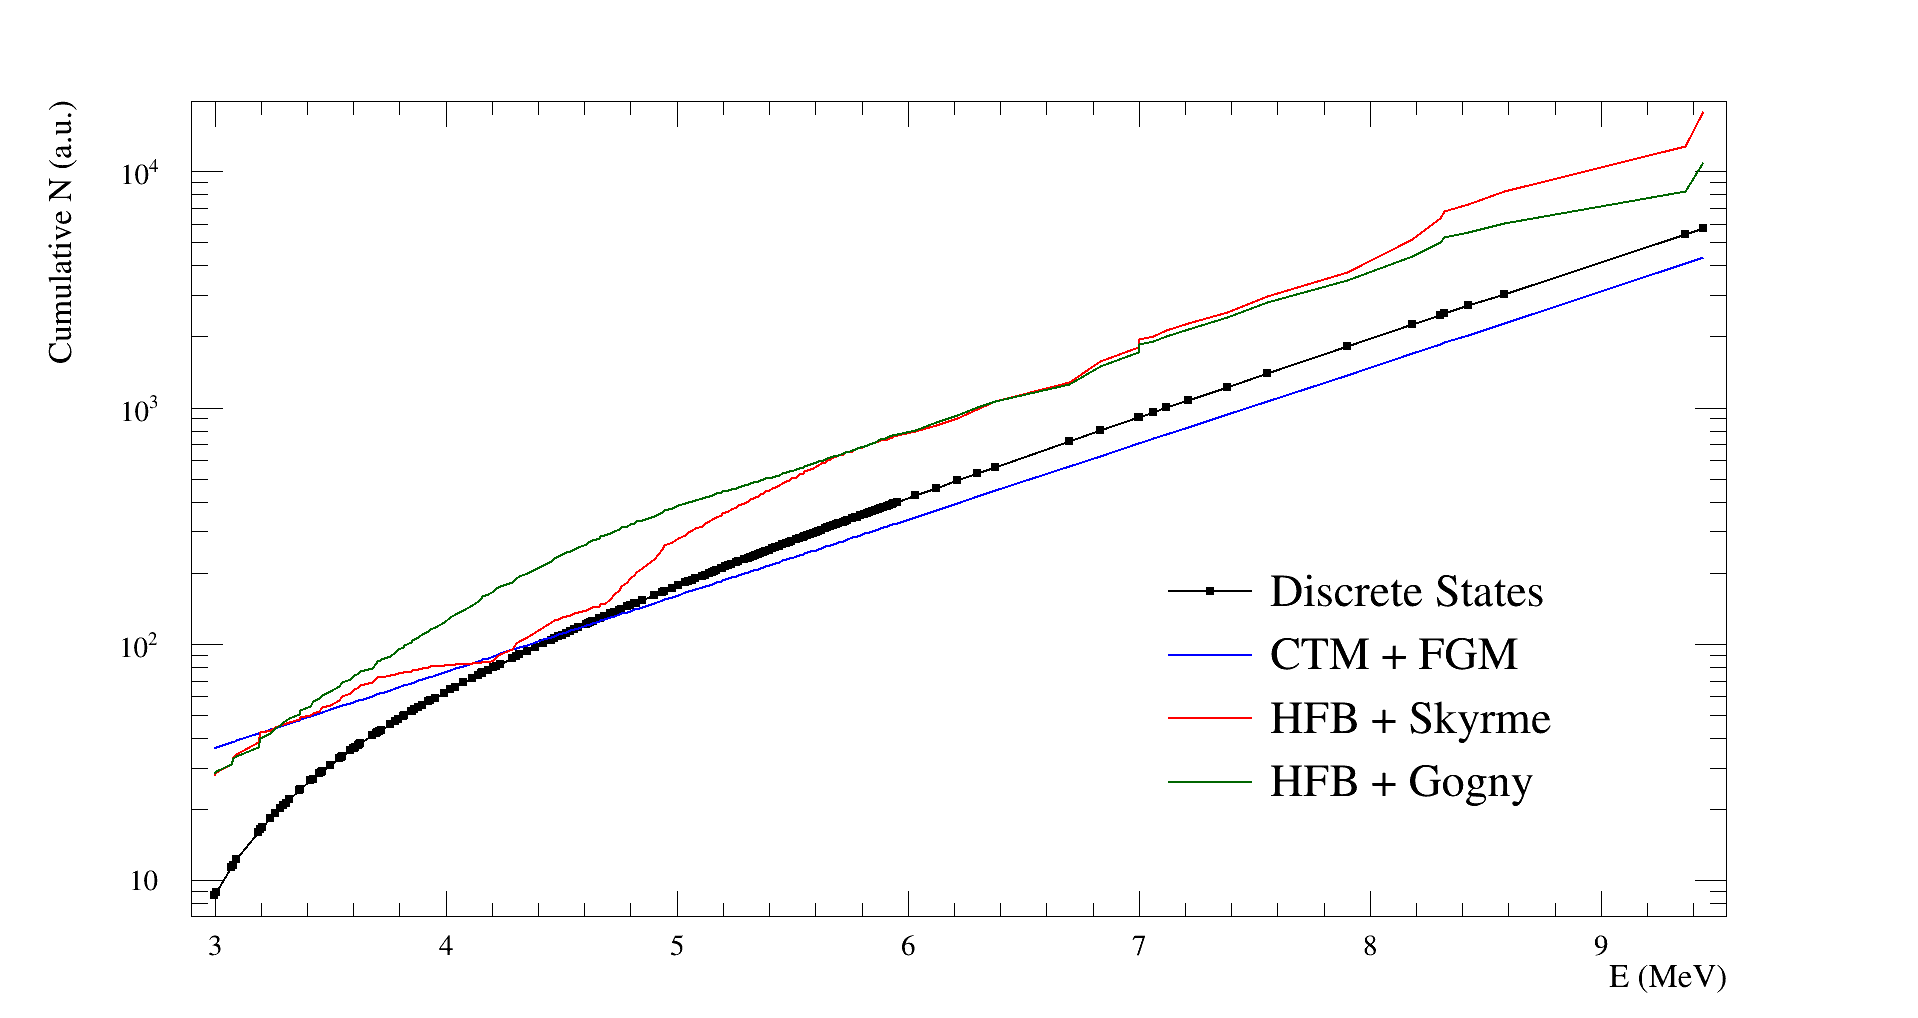 Cumulative N (a.u.)
10⁴
10³
10²
10
Discrete States
CTM + FGM
HFB + Skyrme
HFB + Gogny
3 4 5 6 7 8 9
E (MeV)